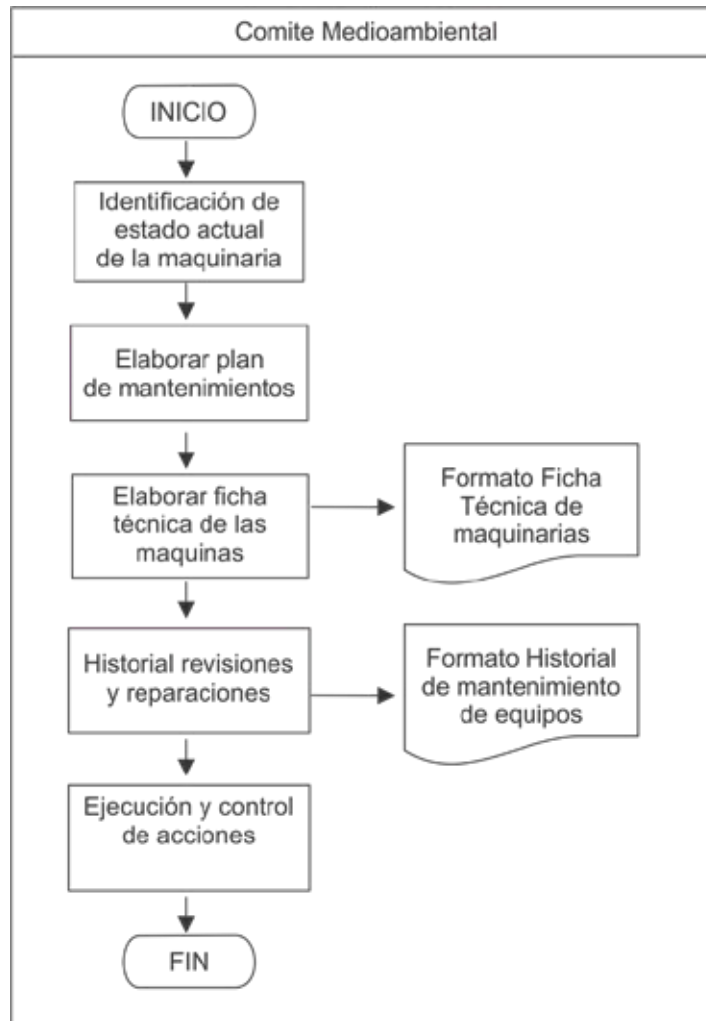 Comite Medioambiental
INICIO
Identificación de
estado actual
de la maquinaria
Elaborar plan
de mantenimientos
Elaborar ficha
técnica de las
maquinas
Formato Ficha
Técnica de
maquinarias
Historial revisiones
y reparaciones
Formato Historial
de mantenimiento
de equipos
Ejecución y control
de acciones
FIN